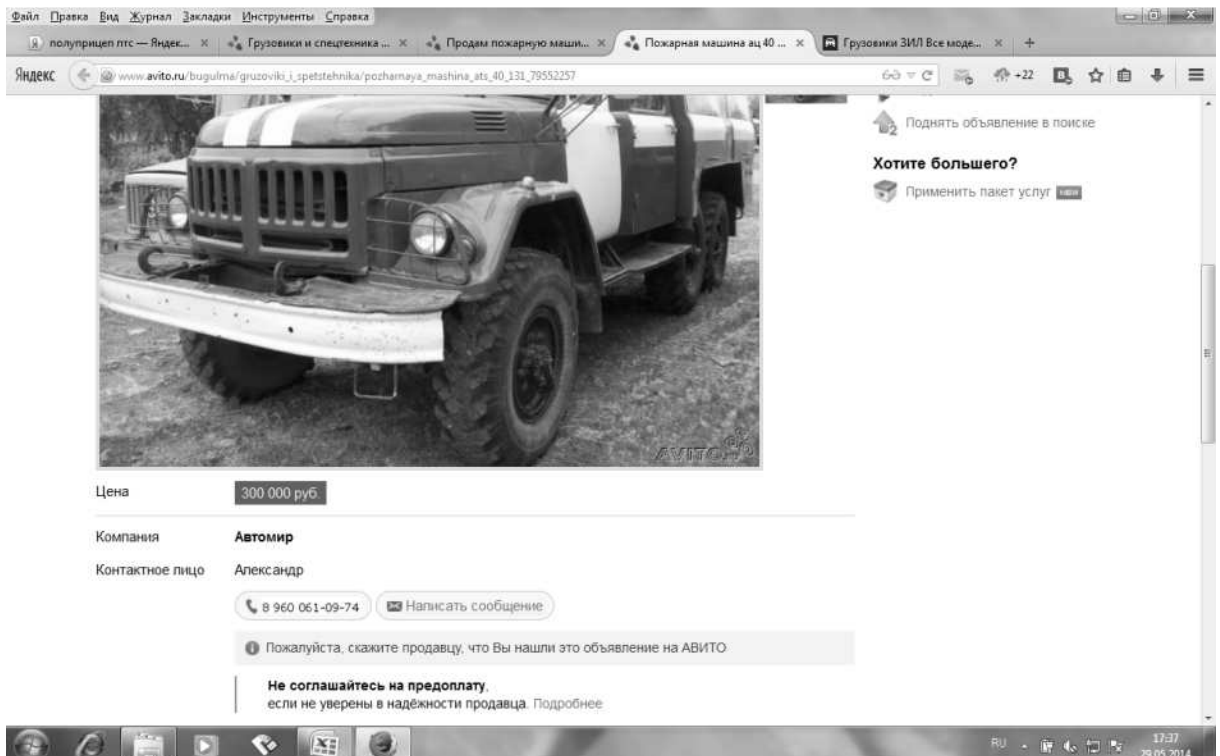 Файл Правка Вид Журнал Закладки Инструменты Справка
полуприцеп птс — Яндек... Грузовики и спецтехника ... Продам пожарную маши... Пожарная машина ац 40 ... Грузовики ЗИЛ Все моде...
Яндекс www.avito.ru/bugulma/gruzoviki_i_spetstehnika/pozharnaya_mashina_ats_40_131_79552257 +22
Поднять объявление в поиске
Хотите большего?
Применить пакет услуг
AVITO
Цена 300 000 руб.
Компания Автомир
Контактное лицо Александр
8 960 061-09-74 Написать сообщение
Пожалуйста, скажите продавцу, что Вы нашли это объявление на АВИТО
Не соглашайтесь на предоплату,
если не уверены в надёжности продавца. Подробнее
RU 17:37
29.05.2014